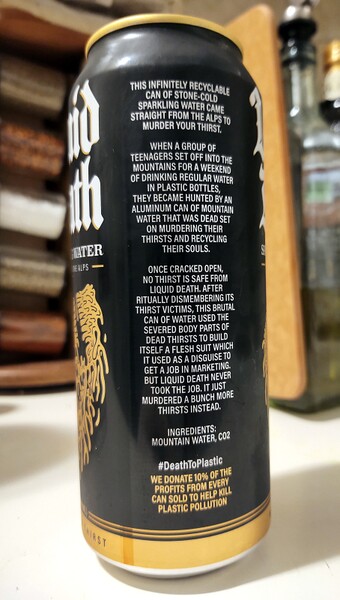 THIS INFINITELY RECYCLABLE
CAN OF STONE-COLD
SPARKLING WATER CAME
STRAIGHT FROM THE ALPS TO
MURDER YOUR THIRST.
WHEN A GROUP OF
TEENAGERS SET OFF INTO THE
MOUNTAINS FOR A WEEKEND
OF DRINKING REGULAR WATER
IN PLASTIC BOTTLES,
THEY BECAME HUNTED BY AN
ALUMINUM CAN OF MOUNTAIN
WATER THAT WAS DEAD SET
ON MURDERING THEIR
THIRSTS AND RECYCLING
THEIR SOULS.
ONCE CRACKED OPEN,
NO THIRST IS SAFE FROM
LIQUID DEATH. AFTER
RITUALLY DISMEMBERING ITS
THIRST VICTIMS, THIS BRUTAL
CAN OF WATER USED THE
SEVERED BODY PARTS OF
DEAD THIRSTS TO BUILD
ITSELF A FLESH SUIT WHICH
IT USED AS A DISGUISE TO
GET A JOB IN MARKETING.
BUT LIQUID DEATH NEVER
TOOK THE JOB. IT JUST
MURDERED A BUNCH MORE
THIRSTS INSTEAD.
INGREDIENTS:
MOUNTAIN WATER, CO2
#DeathToPlastic
WE DONATE 10% OF THE
PROFITS FROM EVERY
CAN SOLD TO HELP KILL
PLASTIC POLLUTION
uid
ath
WATER
THE ALPS